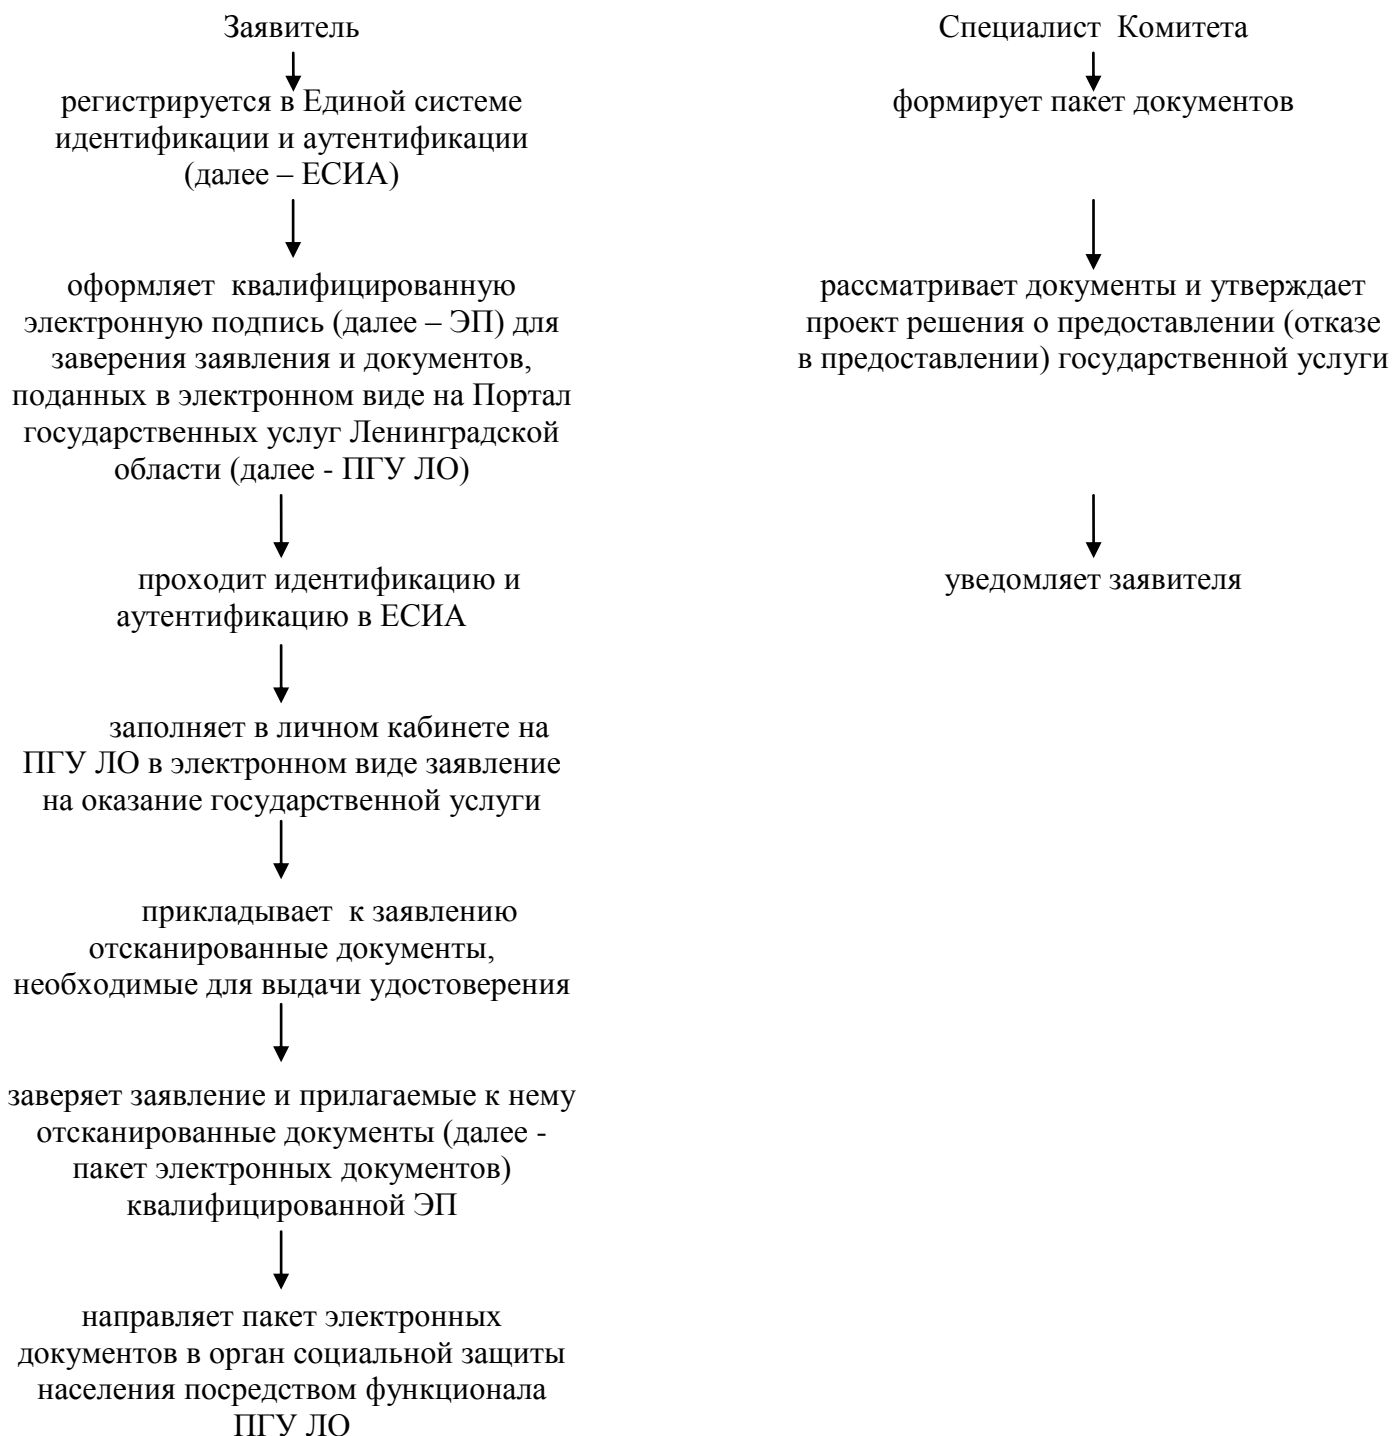 Заявитель
регистрируется в Единой системе
идентификации и аутентификации
(далее – ЕСИА)
оформляет квалифицированную
электронную подпись (далее – ЭП) для
заверения заявления и документов,
поданных в электронном виде на Портал
государственных услуг Ленинградской
области (далее - ПГУ ЛО)
проходит идентификацию и
аутентификацию в ЕСИА
заполняет в личном кабинете на
ПГУ ЛО в электронном виде заявление
на оказание государственной услуги
прикладывает к заявлению
отсканированные документы,
необходимые для выдачи удостоверения
заверяет заявление и прилагаемые к нему
отсканированные документы (далее -
пакет электронных документов)
квалифицированной ЭП
направляет пакет электронных
документов в орган социальной защиты
населения посредством функционала
ПГУ ЛО
Специалист Комитета
формирует пакет документов
рассматривает документы и утверждает
проект решения о предоставлении (отказе
в предоставлении) государственной услуги
уведомляет заявителя